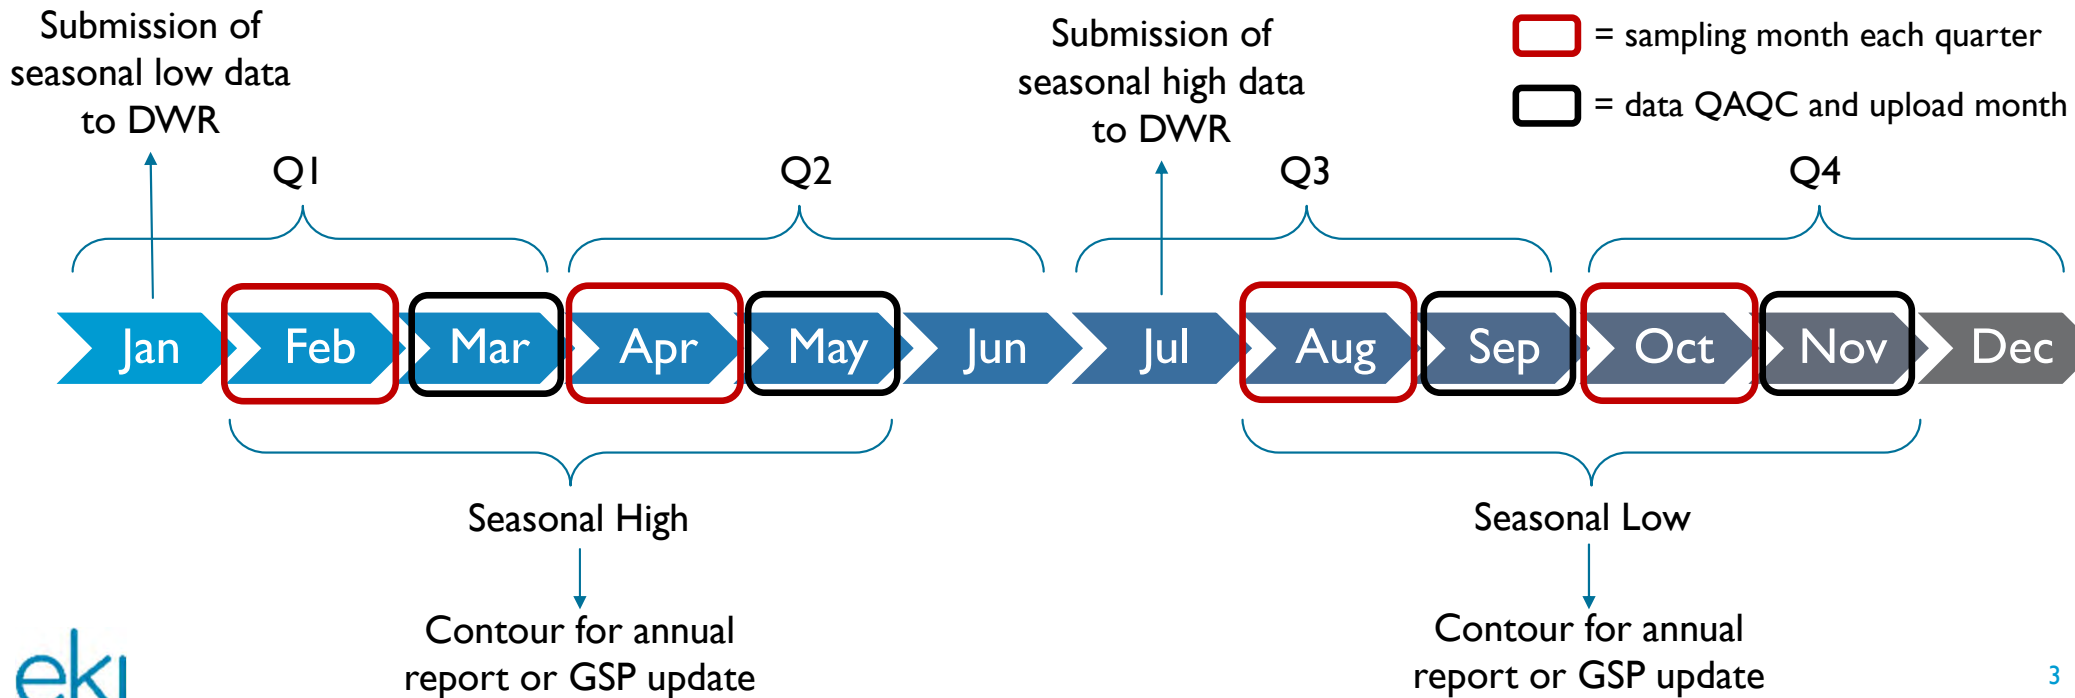 Submission of
seasonal low data
to DWR
Submission of
seasonal high data
to DWR
= sampling month each quarter
= data QAQC and upload month
Q1
Q2
Q3
Q4
Jan
Feb
Mar
Apr
May
Jun
Jul
Aug
Sep
Oct
Nov
Dec
Seasonal High
Seasonal Low
Contour for annual
report or GSP update
Contour for annual
report or GSP update
eki
3